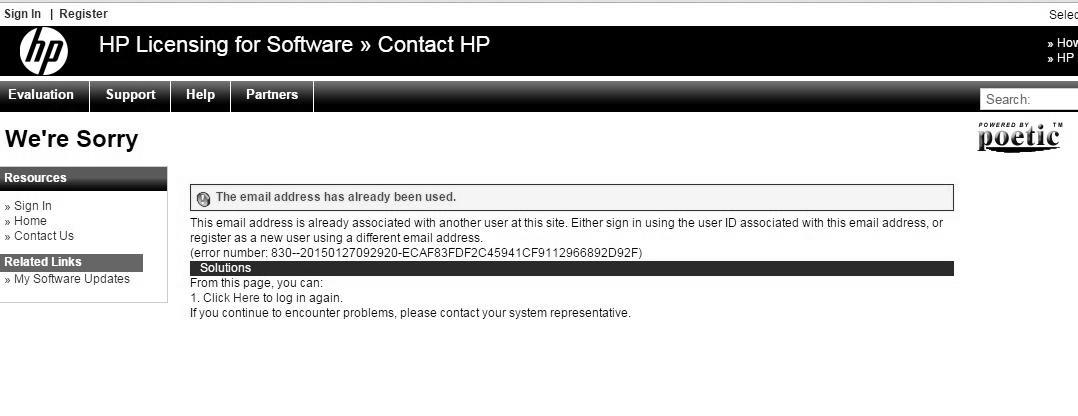 Sign In | Register
Selec
hp
HP Licensing for Software » Contact HP
» How
» HP
Evaluation Support Help Partners
Search:
We're Sorry
POWERED BY TM
poetic
Resources
» Sign In
» Home
» Contact Us
Related Links
» My Software Updates
The email address has already been used.
This email address is already associated with another user at this site. Either sign in using the user ID associated with this email address, or
register as a new user using a different email address.
(error number: 830--20150127092920-ECAF83FDF2C45941CF9112966892D92F)
Solutions
From this page, you can:
1. Click Here to log in again.
If you continue to encounter problems, please contact your system representative.